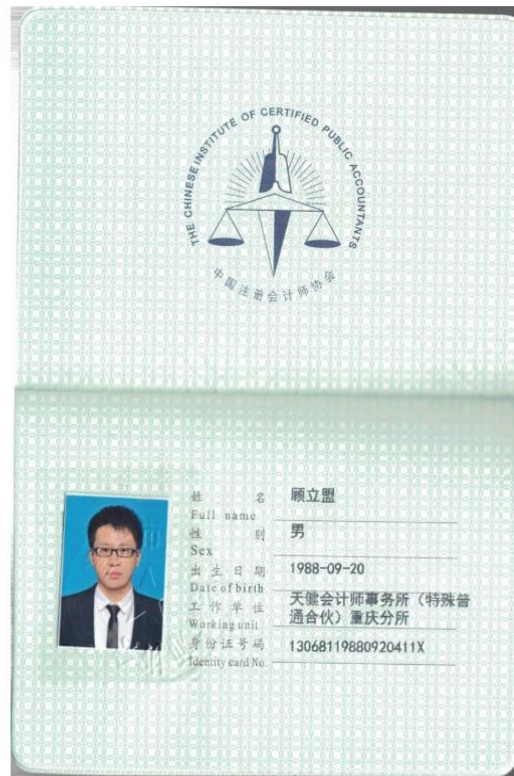 THE CHINESE INSTITUTE OF CERTIFIED PUBLIC ACCOUNTANTS
中国注册会计师协会
姓 名 顾立盟
Full name
性 别 男
Sex
出生日期 1988-09-20
Date of birth
工作单位 天健会计师事务所（特殊普
通合伙）重庆分所
Working unit
身份证号码 13068119880920411X
Identity card No.